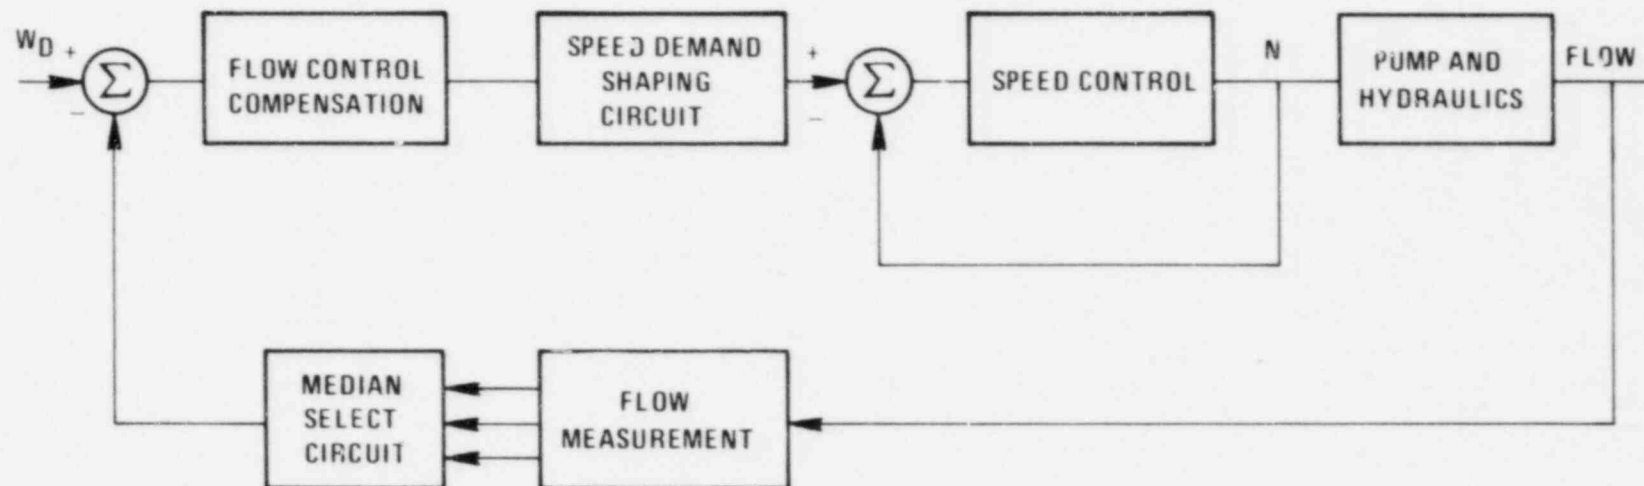 W_D +
−
Σ
FLOW CONTROL
COMPENSATION
SPEED DEMAND
SHAPING
CIRCUIT
+
−
Σ
SPEED CONTROL
N
PUMP AND
HYDRAULICS
FLOW
MEDIAN
SELECT
CIRCUIT
FLOW
MEASUREMENT